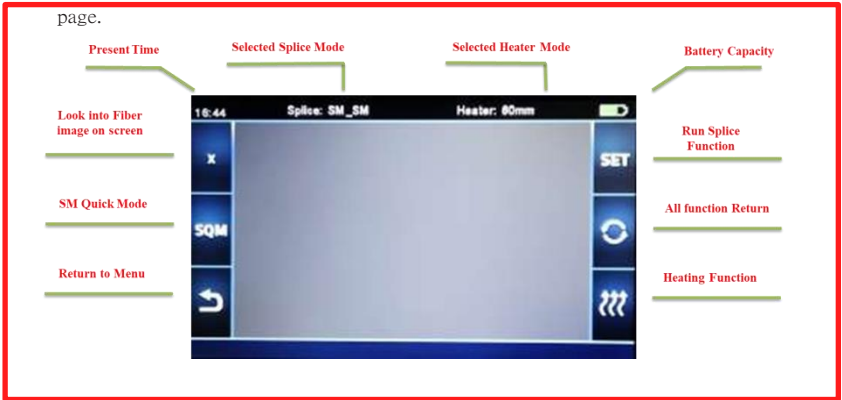 page.
Present Time
Selected Splice Mode
Selected Heater Mode
Battery Capacity
Look into Fiber
image on screen
16:44
Splice: SM_SM
Heater: 60mm
X
SET
Run Splice
Function
SM Quick Mode
SQM
All function Return
Return to Menu
Heating Function